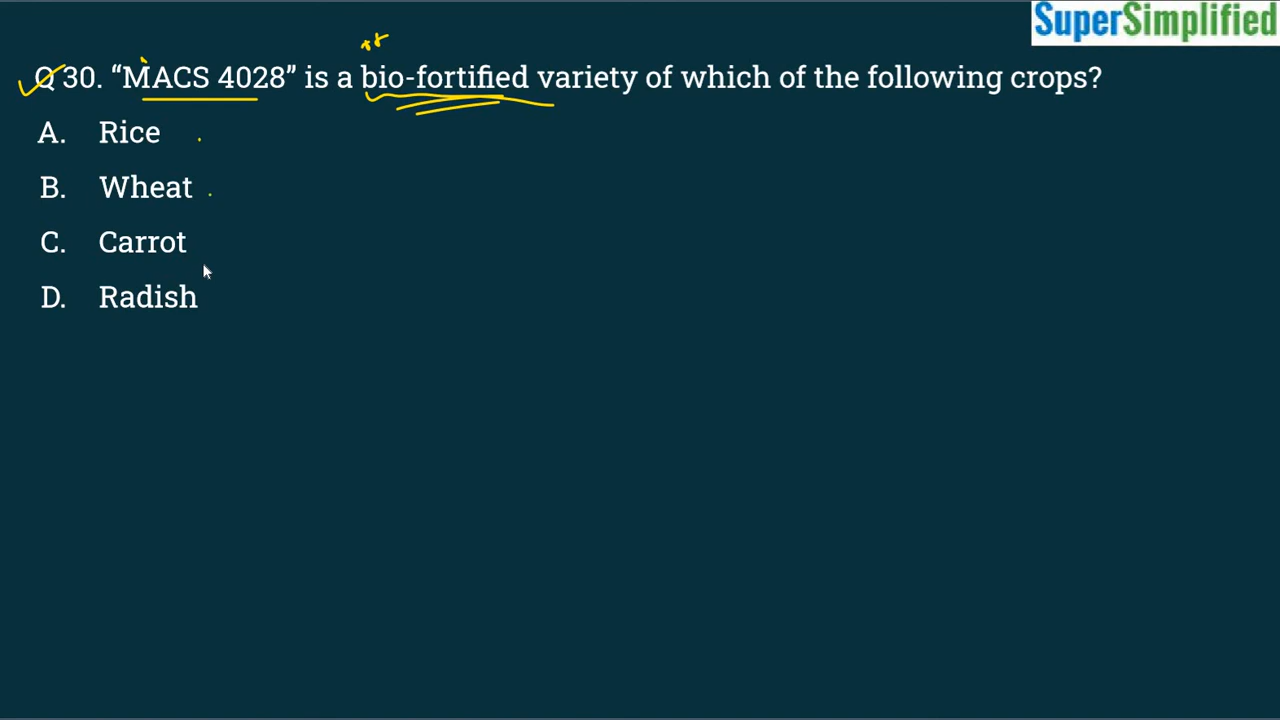 SuperSimplified
Q 30. “MACS 4028” is a bio-fortified variety of which of the following crops?
A. Rice
B. Wheat
C. Carrot
D. Radish